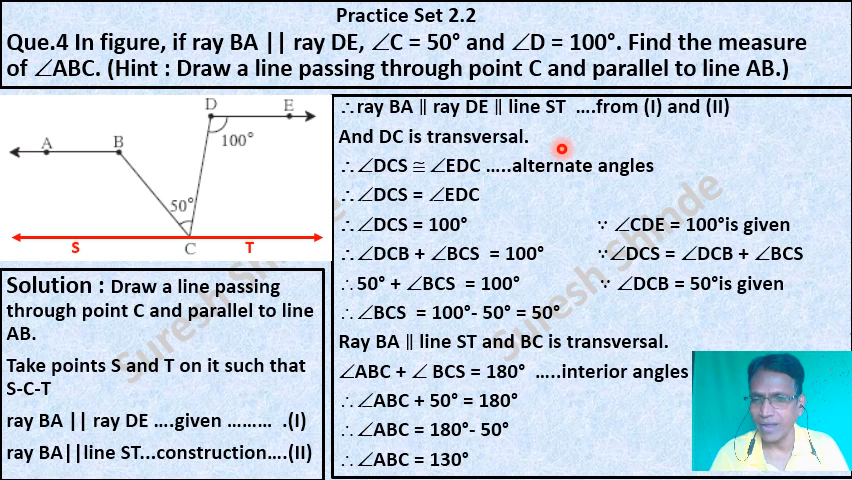 Practice Set 2.2
Que.4 In figure, if ray BA || ray DE, ∠C = 50° and ∠D = 100°. Find the measure
of ∠ABC. (Hint : Draw a line passing through point C and parallel to line AB.)
D E
100°
A B
50°
S C T
Solution : Draw a line passing
through point C and parallel to line
AB.
Take points S and T on it such that
S-C-T
ray BA || ray DE ....given ......... .(I)
ray BA||line ST...construction....(II)
∴ray BA ∥ ray DE ∥ line ST ....from (I) and (II)
And DC is transversal.
∴∠DCS ≅ ∠EDC .....alternate angles
∴∠DCS = ∠EDC
∴∠DCS = 100° ∵ ∠CDE = 100°is given
∴∠DCB + ∠BCS = 100° ∵∠DCS = ∠DCB + ∠BCS
∴50° + ∠BCS = 100° ∵ ∠DCB = 50°is given
∴∠BCS = 100°- 50° = 50°
Ray BA ∥ line ST and BC is transversal.
∠ABC + ∠ BCS = 180° .....interior angles
∴∠ABC + 50° = 180°
∴∠ABC = 180°- 50°
∴∠ABC = 130°
Suresh Shinde
Suresh Shinde